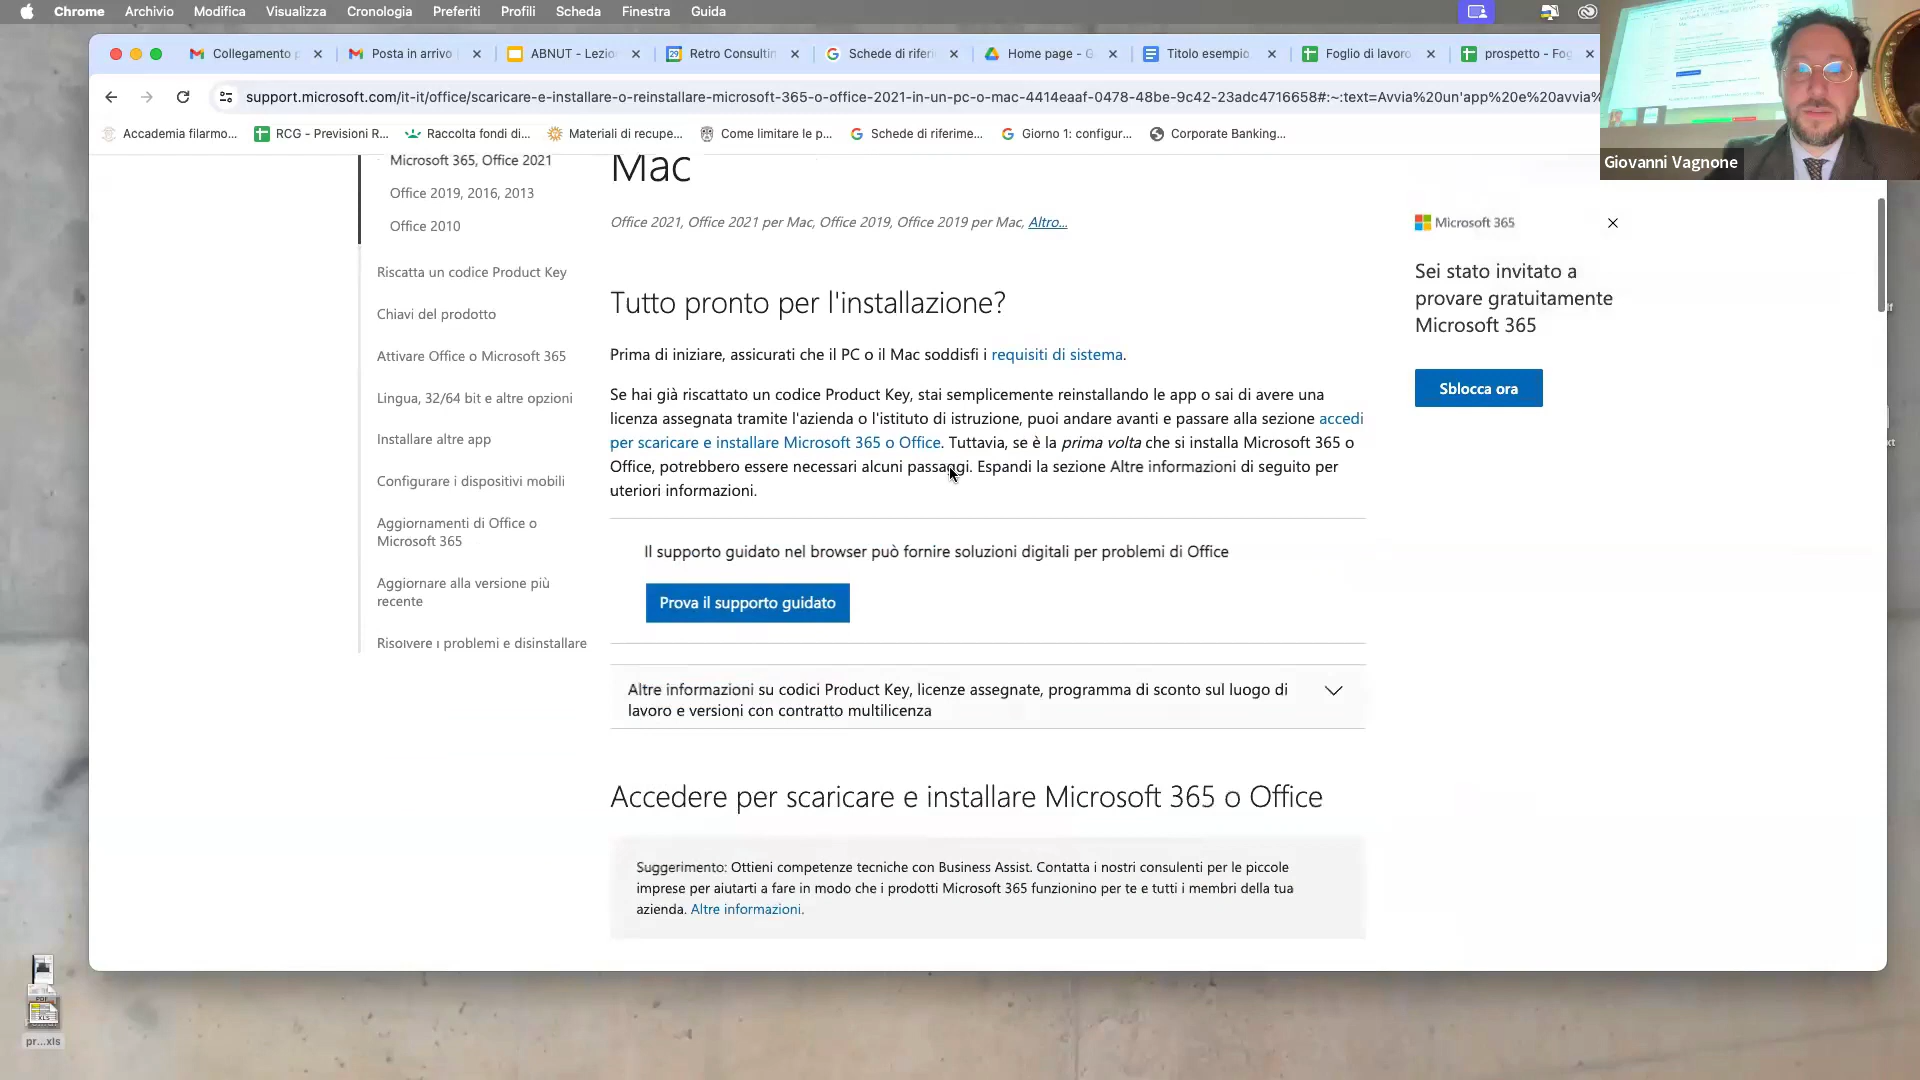 Chrome Archivio Modifica Visualizza Cronologia Preferiti Profili Scheda Finestra Guida
Collegamento Posta in arrivo ABNUT - Lezio Retro Consultin Schede di riferi Home page - G Titolo esempio Foglio di lavoro prospetto - Fog
support.microsoft.com/it-it/office/scaricare-e-installare-o-reinstallare-microsoft-365-o-office-2021-in-un-pc-o-mac-4414eaaf-0478-48be-9c42-23adc4716658#:~:text=Avvia%20un'app%20e%20avvia%
Accademia filarmo... RCG - Previsioni R... Raccolta fondi di... Materiali di recupe... Come limitare le p... Schede di riferime... Giorno 1: configur... Corporate Banking...
Giovanni Vagnone
Microsoft 365, Office 2021
Office 2019, 2016, 2013
Office 2010
Riscatta un codice Product Key
Chiavi del prodotto
Attivare Office o Microsoft 365
Lingua, 32/64 bit e altre opzioni
Installare altre app
Configurare i dispositivi mobili
Aggiornamenti di Office o
Microsoft 365
Aggiornare alla versione più
recente
Risolvere i problemi e disinstallare
Mac
Office 2021, Office 2021 per Mac, Office 2019, Office 2019 per Mac, Altro...
Tutto pronto per l'installazione?
Prima di iniziare, assicurati che il PC o il Mac soddisfi i requisiti di sistema.
Se hai già riscattato un codice Product Key, stai semplicemente reinstallando le app o sai di avere una
licenza assegnata tramite l'azienda o l'istituto di istruzione, puoi andare avanti e passare alla sezione accedi
per scaricare e installare Microsoft 365 o Office. Tuttavia, se è la prima volta che si installa Microsoft 365 o
Office, potrebbero essere necessari alcuni passaggi. Espandi la sezione Altre informazioni di seguito per
uteriori informazioni.
Il supporto guidato nel browser può fornire soluzioni digitali per problemi di Office
Prova il supporto guidato
Altre informazioni su codici Product Key, licenze assegnate, programma di sconto sul luogo di
lavoro e versioni con contratto multilicenza
Accedere per scaricare e installare Microsoft 365 o Office
Suggerimento: Ottieni competenze tecniche con Business Assist. Contatta i nostri consulenti per le piccole
imprese per aiutarti a fare in modo che i prodotti Microsoft 365 funzionino per te e tutti i membri della tua
azienda. Altre informazioni.
Microsoft 365
Sei stato invitato a
provare gratuitamente
Microsoft 365
Sblocca ora
PDF
XLS
pr...xls